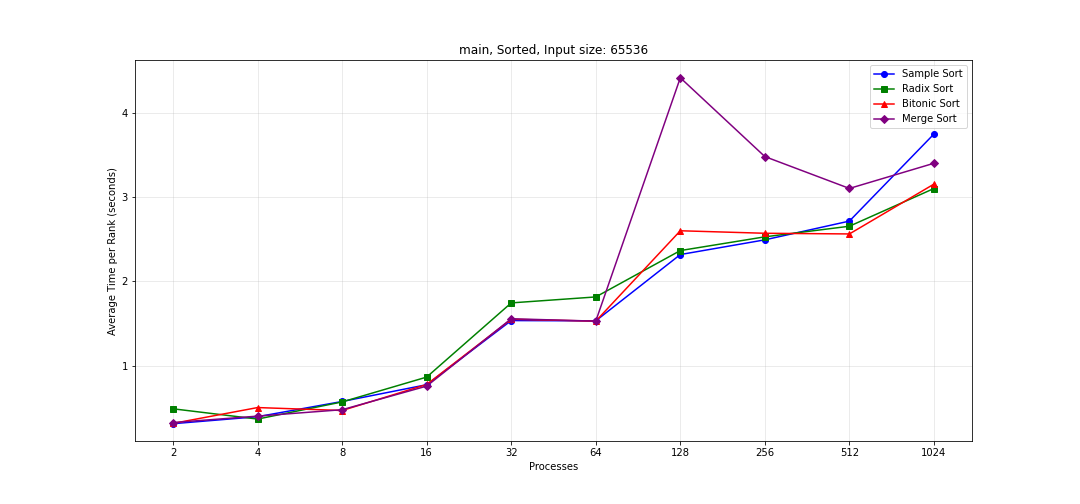 main, Sorted, Input size: 65536
Sample Sort
Radix Sort
Bitonic Sort
Merge Sort
Average Time per Rank (seconds)
4
3
2
1
2 4 8 16 32 64 128 256 512 1024
Processes